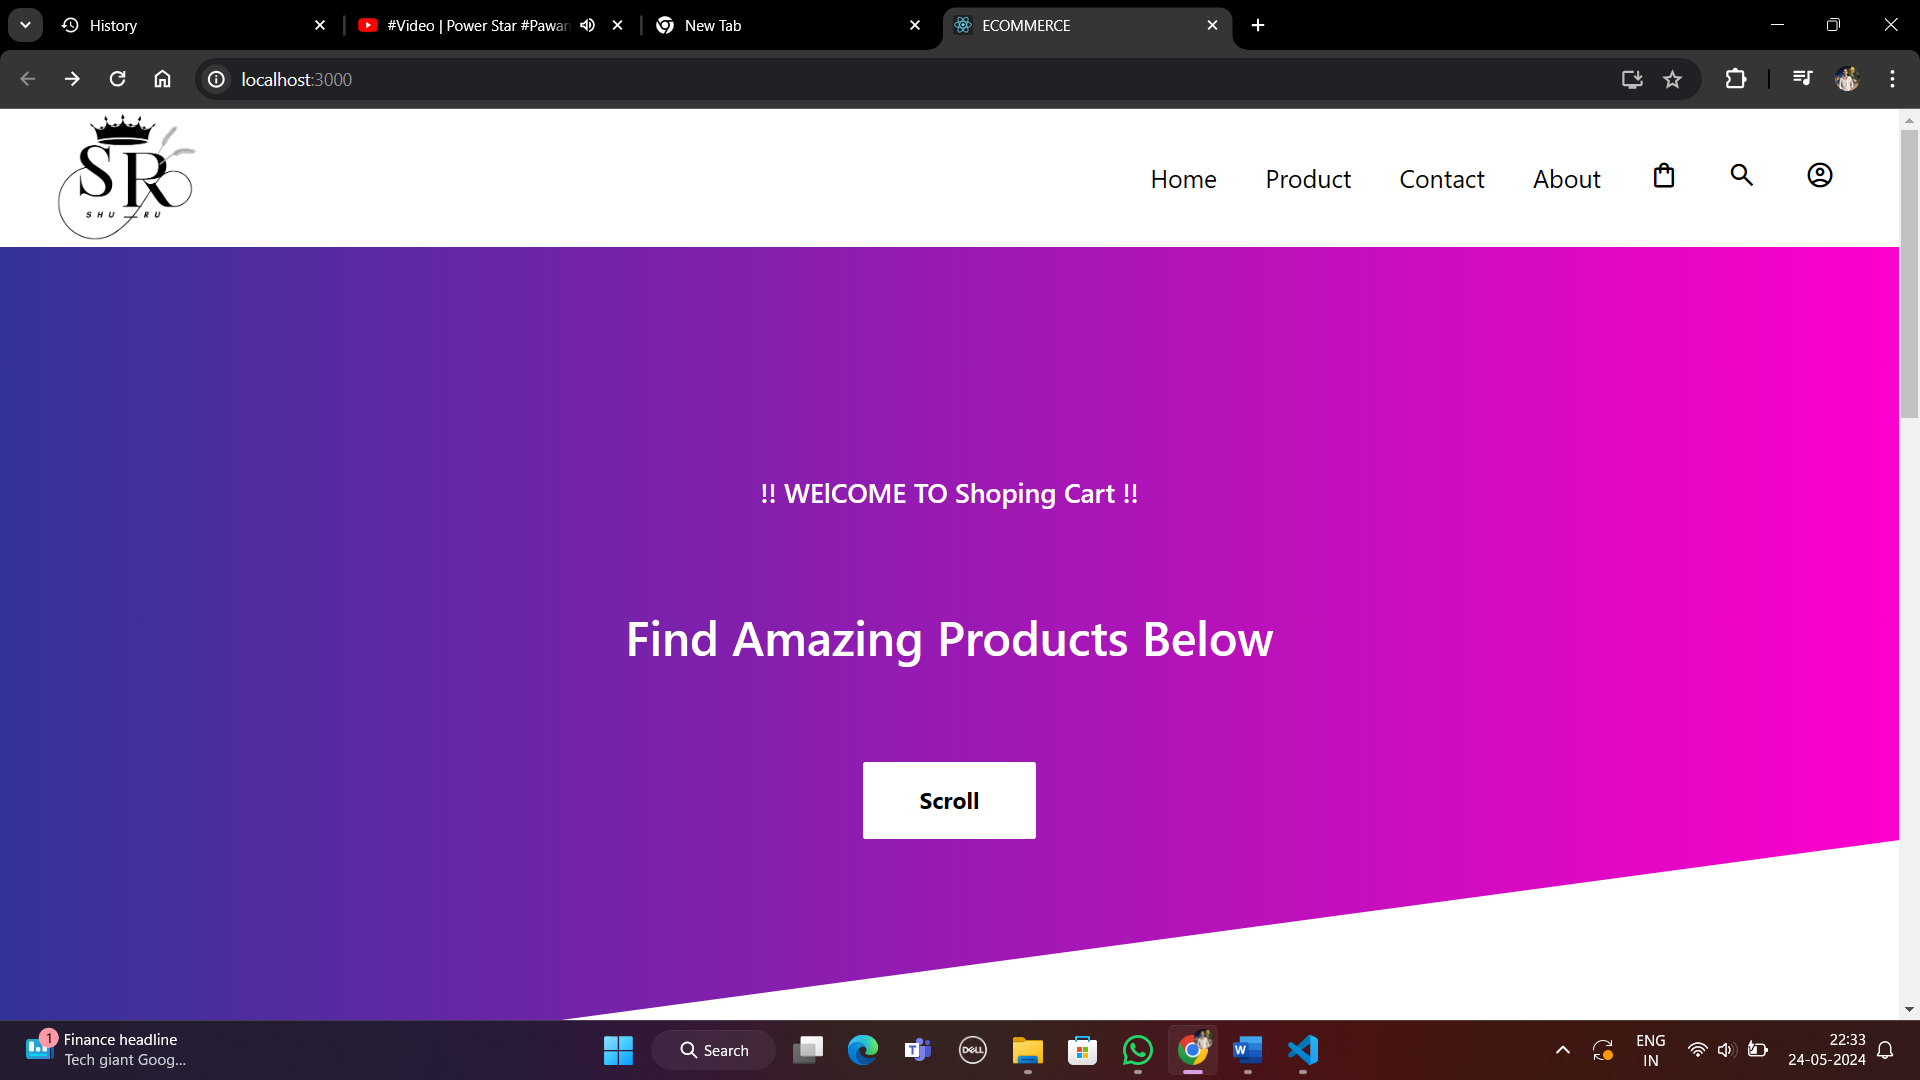 History
#Video | Power Star #Pawan
New Tab
ECOMMERCE
localhost:3000
SR
SHU_RU
Home
Product
Contact
About
!! WElCOME TO Shoping Cart !!
Find Amazing Products Below
Scroll
1
Finance headline
Tech giant Goog...
Search
DELL
ENG
IN
22:33
24-05-2024